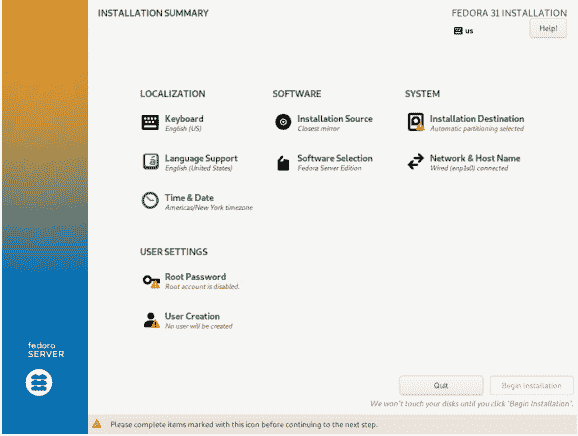 INSTALLATION SUMMARY
FEDORA 31 INSTALLATION
us
Help!
LOCALIZATION
Keyboard
English (US)
Language Support
English (United States)
Time & Date
Americas/New York timezone
SOFTWARE
Installation Source
Closest mirror
Software Selection
Fedora Server Edition
SYSTEM
Installation Destination
Automatic partitioning selected
Network & Host Name
Wired (enp1s0) connected
USER SETTINGS
Root Password
Root account is disabled.
User Creation
No user will be created
fedora
SERVER
Quit
Begin Installation
We won't touch your disks until you click 'Begin Installation'.
Please complete items marked with this icon before continuing to the next step.